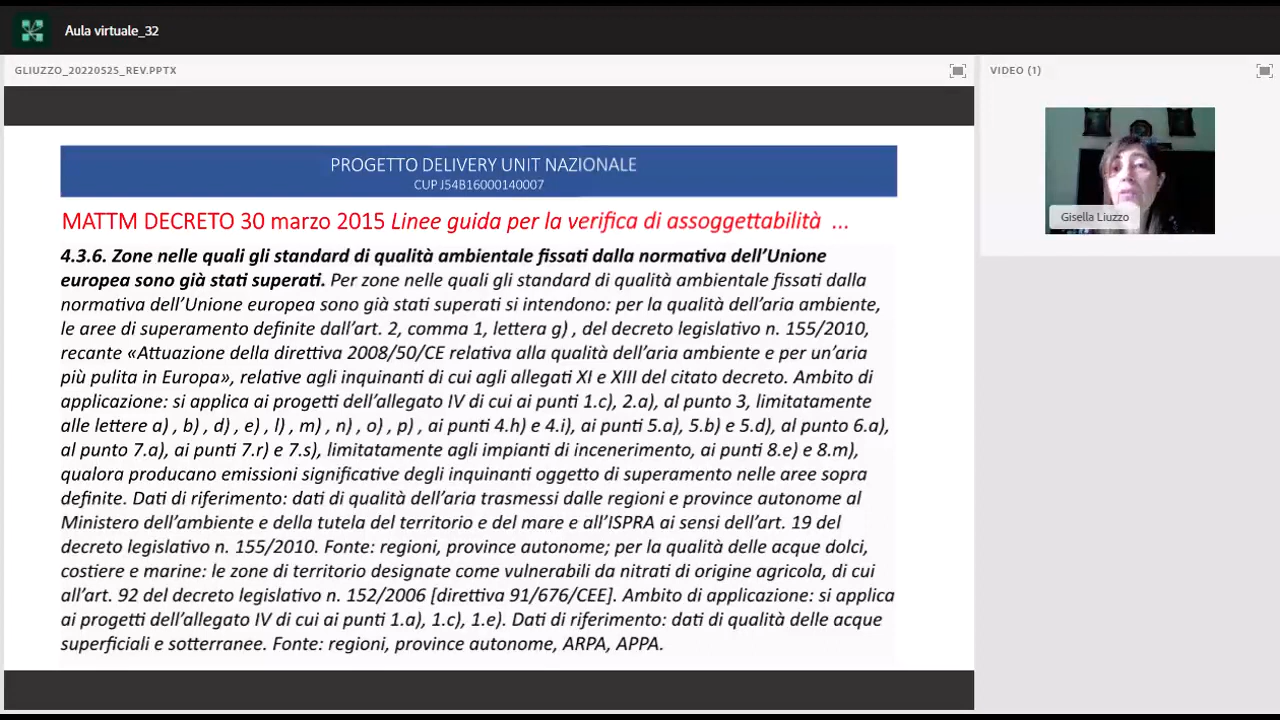 Aula virtuale_32
GLIUZZO_20220525_REV.PPTX
VIDEO (1)
Gisella Liuzzo
PROGETTO DELIVERY UNIT NAZIONALE
CUP J54B16000140007
MATTM DECRETO 30 marzo 2015 Linee guida per la verifica di assoggettabilità ...
4.3.6. Zone nelle quali gli standard di qualità ambientale fissati dalla normativa dell’Unione
europea sono già stati superati. Per zone nelle quali gli standard di qualità ambientale fissati dalla
normativa dell’Unione europea sono già stati superati si intendono: per la qualità dell’aria ambiente,
le aree di superamento definite dall’art. 2, comma 1, lettera g) , del decreto legislativo n. 155/2010,
recante «Attuazione della direttiva 2008/50/CE relativa alla qualità dell’aria ambiente e per un’aria
più pulita in Europa», relative agli inquinanti di cui agli allegati XI e XIII del citato decreto. Ambito di
applicazione: si applica ai progetti dell’allegato IV di cui ai punti 1.c), 2.a), al punto 3, limitatamente
alle lettere a) , b) , d) , e) , l) , m) , n) , o) , p) , ai punti 4.h) e 4.i), ai punti 5.a), 5.b) e 5.d), al punto 6.a),
al punto 7.a), ai punti 7.r) e 7.s), limitatamente agli impianti di incenerimento, ai punti 8.e) e 8.m),
qualora producano emissioni significative degli inquinanti oggetto di superamento nelle aree sopra
definite. Dati di riferimento: dati di qualità dell’aria trasmessi dalle regioni e province autonome al
Ministero dell’ambiente e della tutela del territorio e del mare e all’ISPRA ai sensi dell’art. 19 del
decreto legislativo n. 155/2010. Fonte: regioni, province autonome; per la qualità delle acque dolci,
costiere e marine: le zone di territorio designate come vulnerabili da nitrati di origine agricola, di cui
all’art. 92 del decreto legislativo n. 152/2006 [direttiva 91/676/CEE]. Ambito di applicazione: si applica
ai progetti dell’allegato IV di cui ai punti 1.a), 1.c), 1.e). Dati di riferimento: dati di qualità delle acque
superficiali e sotterranee. Fonte: regioni, province autonome, ARPA, APPA.